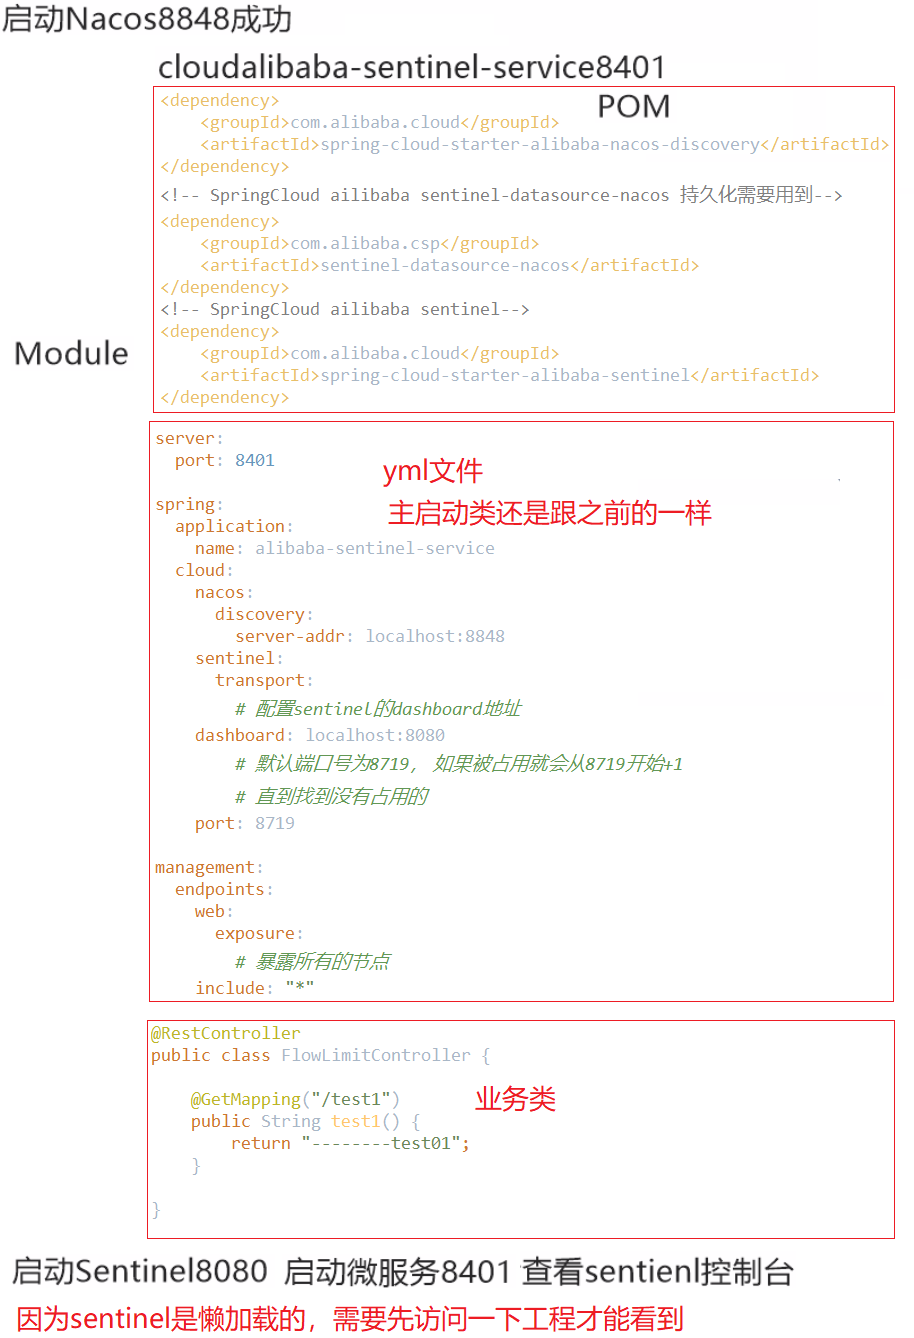 启动Nacos8848成功
cloudalibaba-sentinel-service8401
POM
<dependency>
    <groupId>com.alibaba.cloud</groupId>
    <artifactId>spring-cloud-starter-alibaba-nacos-discovery</artifactId>
</dependency>
<!-- SpringCloud ailibaba sentinel-datasource-nacos 持久化需要用到-->
<dependency>
    <groupId>com.alibaba.csp</groupId>
    <artifactId>sentinel-datasource-nacos</artifactId>
</dependency>
<!-- SpringCloud ailibaba sentinel-->
<dependency>
    <groupId>com.alibaba.cloud</groupId>
    <artifactId>spring-cloud-starter-alibaba-sentinel</artifactId>
</dependency>
Module
server:
  port: 8401
yml文件
主启动类还是跟之前的一样
spring:
  application:
    name: alibaba-sentinel-service
  cloud:
    nacos:
      discovery:
        server-addr: localhost:8848
    sentinel:
      transport:
        # 配置sentinel的dashboard地址
    dashboard: localhost:8080
        # 默认端口号为8719，如果被占用就会从8719开始+1
        # 直到找到没有占用的
    port: 8719
management:
  endpoints:
    web:
      exposure:
        # 暴露所有的节点
    include: "*"
@RestController
public class FlowLimitController {
    @GetMapping("/test1")
    public String test1() {
        return "--------test01";
    }
}
业务类
启动Sentinel8080 启动微服务8401 查看sentienl控制台
因为sentinel是懒加载的，需要先访问一下工程才能看到